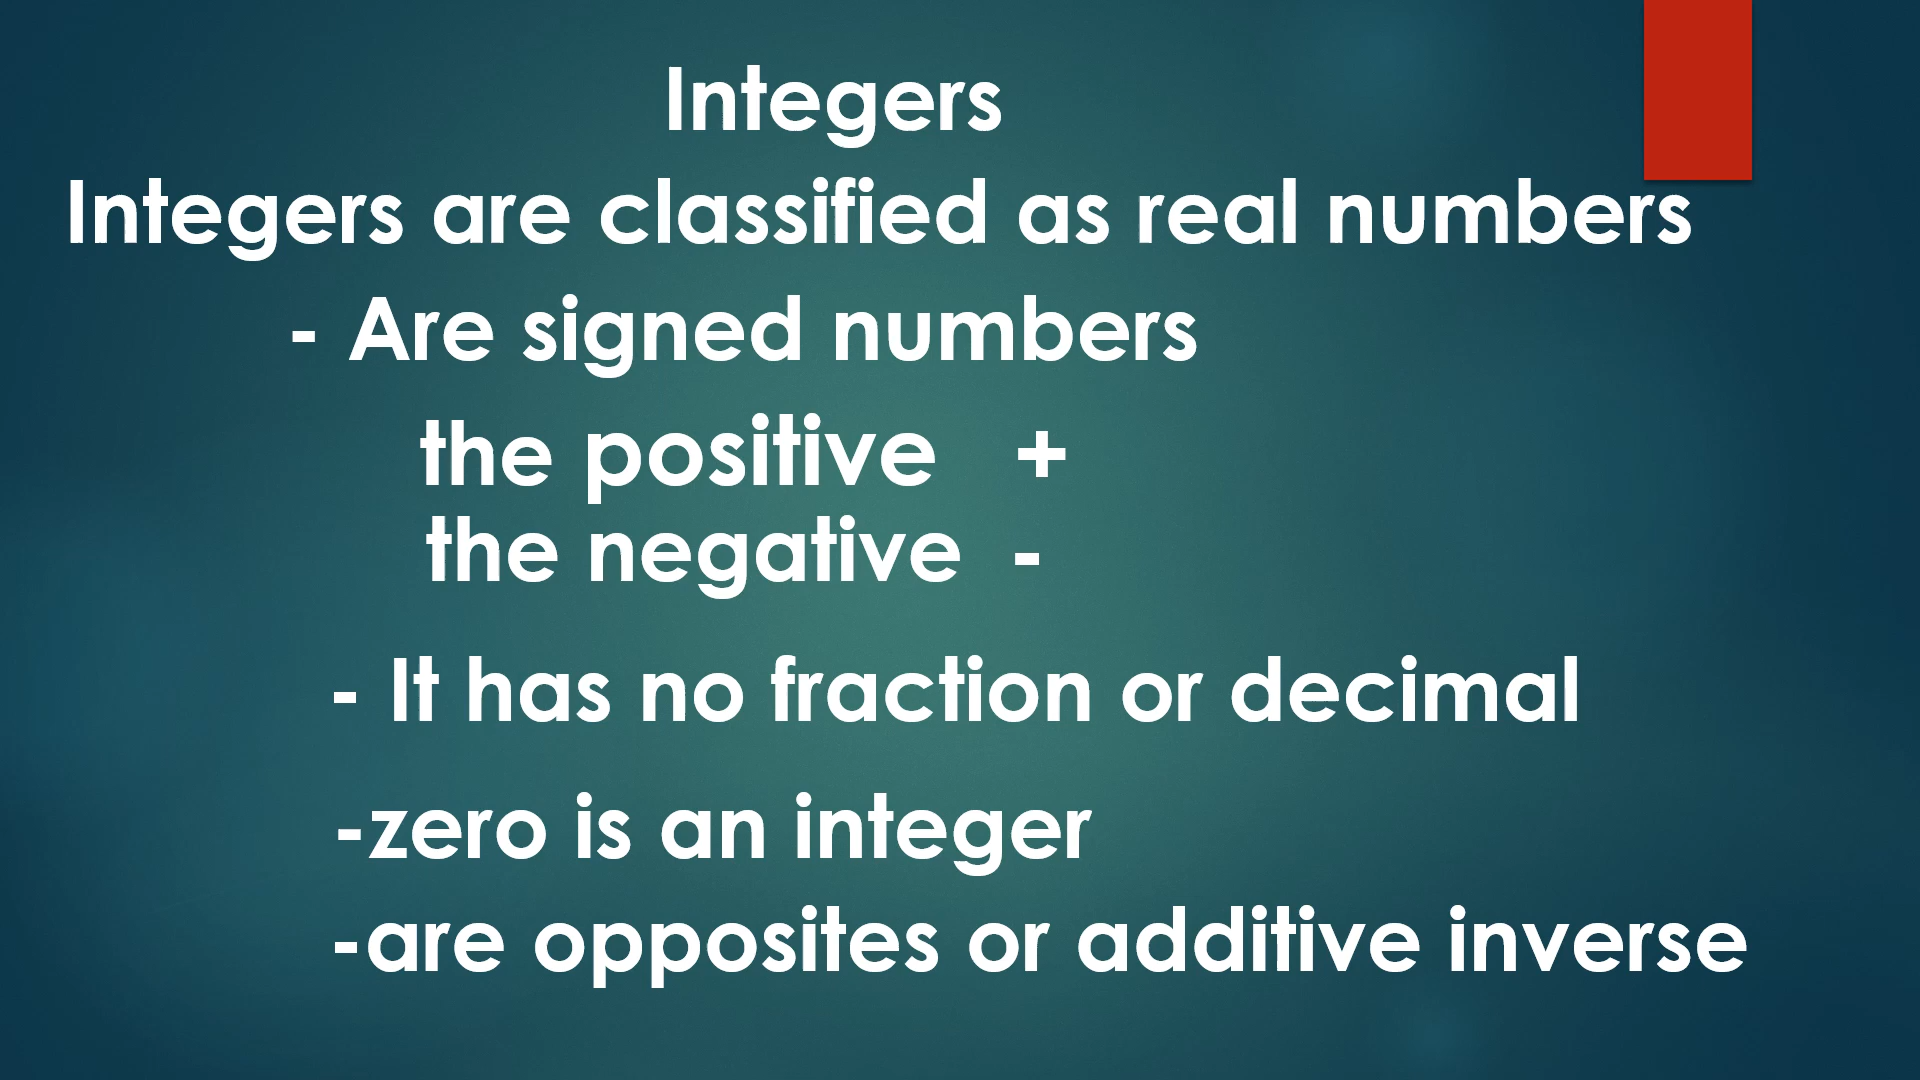 Integers
Integers are classified as real numbers
- Are signed numbers
the positive +
the negative -
- It has no fraction or decimal
-zero is an integer
-are opposites or additive inverse